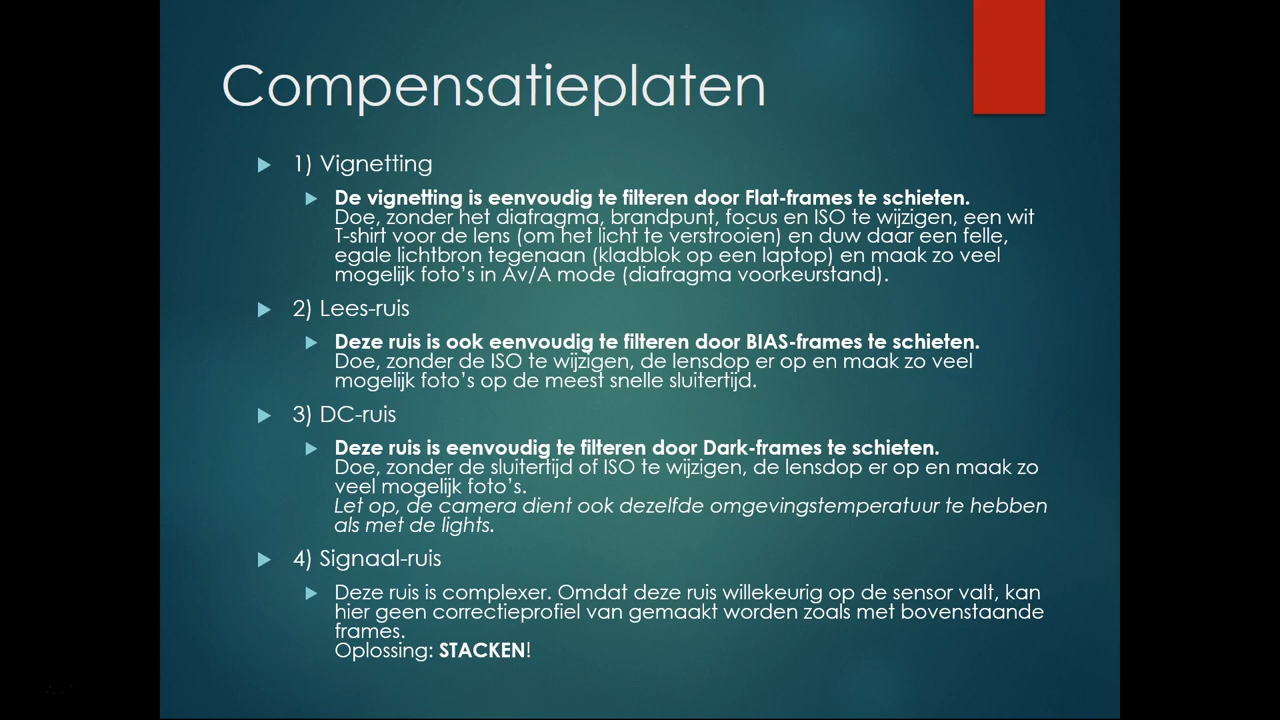 Compensatieplaten
1) Vignetting
De vignetting is eenvoudig te filteren door Flat-frames te schieten.
Doe, zonder het diafragma, brandpunt, focus en ISO te wijzigen, een wit
T-shirt voor de lens (om het licht te verstrooien) en duw daar een felle,
egale lichtbron tegenaan (kladblok op een laptop) en maak zo veel
mogelijk foto's in Av/A mode (diafragma voorkeurstand).
2) Lees-ruis
Deze ruis is ook eenvoudig te filteren door BIAS-frames te schieten.
Doe, zonder de ISO te wijzigen, de lensdop er op en maak zo veel
mogelijk foto's op de meest snelle sluitertijd.
3) DC-ruis
Deze ruis is eenvoudig te filteren door Dark-frames te schieten.
Doe, zonder de sluitertijd of ISO te wijzigen, de lensdop er op en maak zo
veel mogelijk foto's.
Let op, de camera dient ook dezelfde omgevingstemperatuur te hebben
als met de lights.
4) Signaal-ruis
Deze ruis is complexer. Omdat deze ruis willekeurig op de sensor valt, kan
hier geen correctieprofiel van gemaakt worden zoals met bovenstaande
frames.
Oplossing: STACKEN!